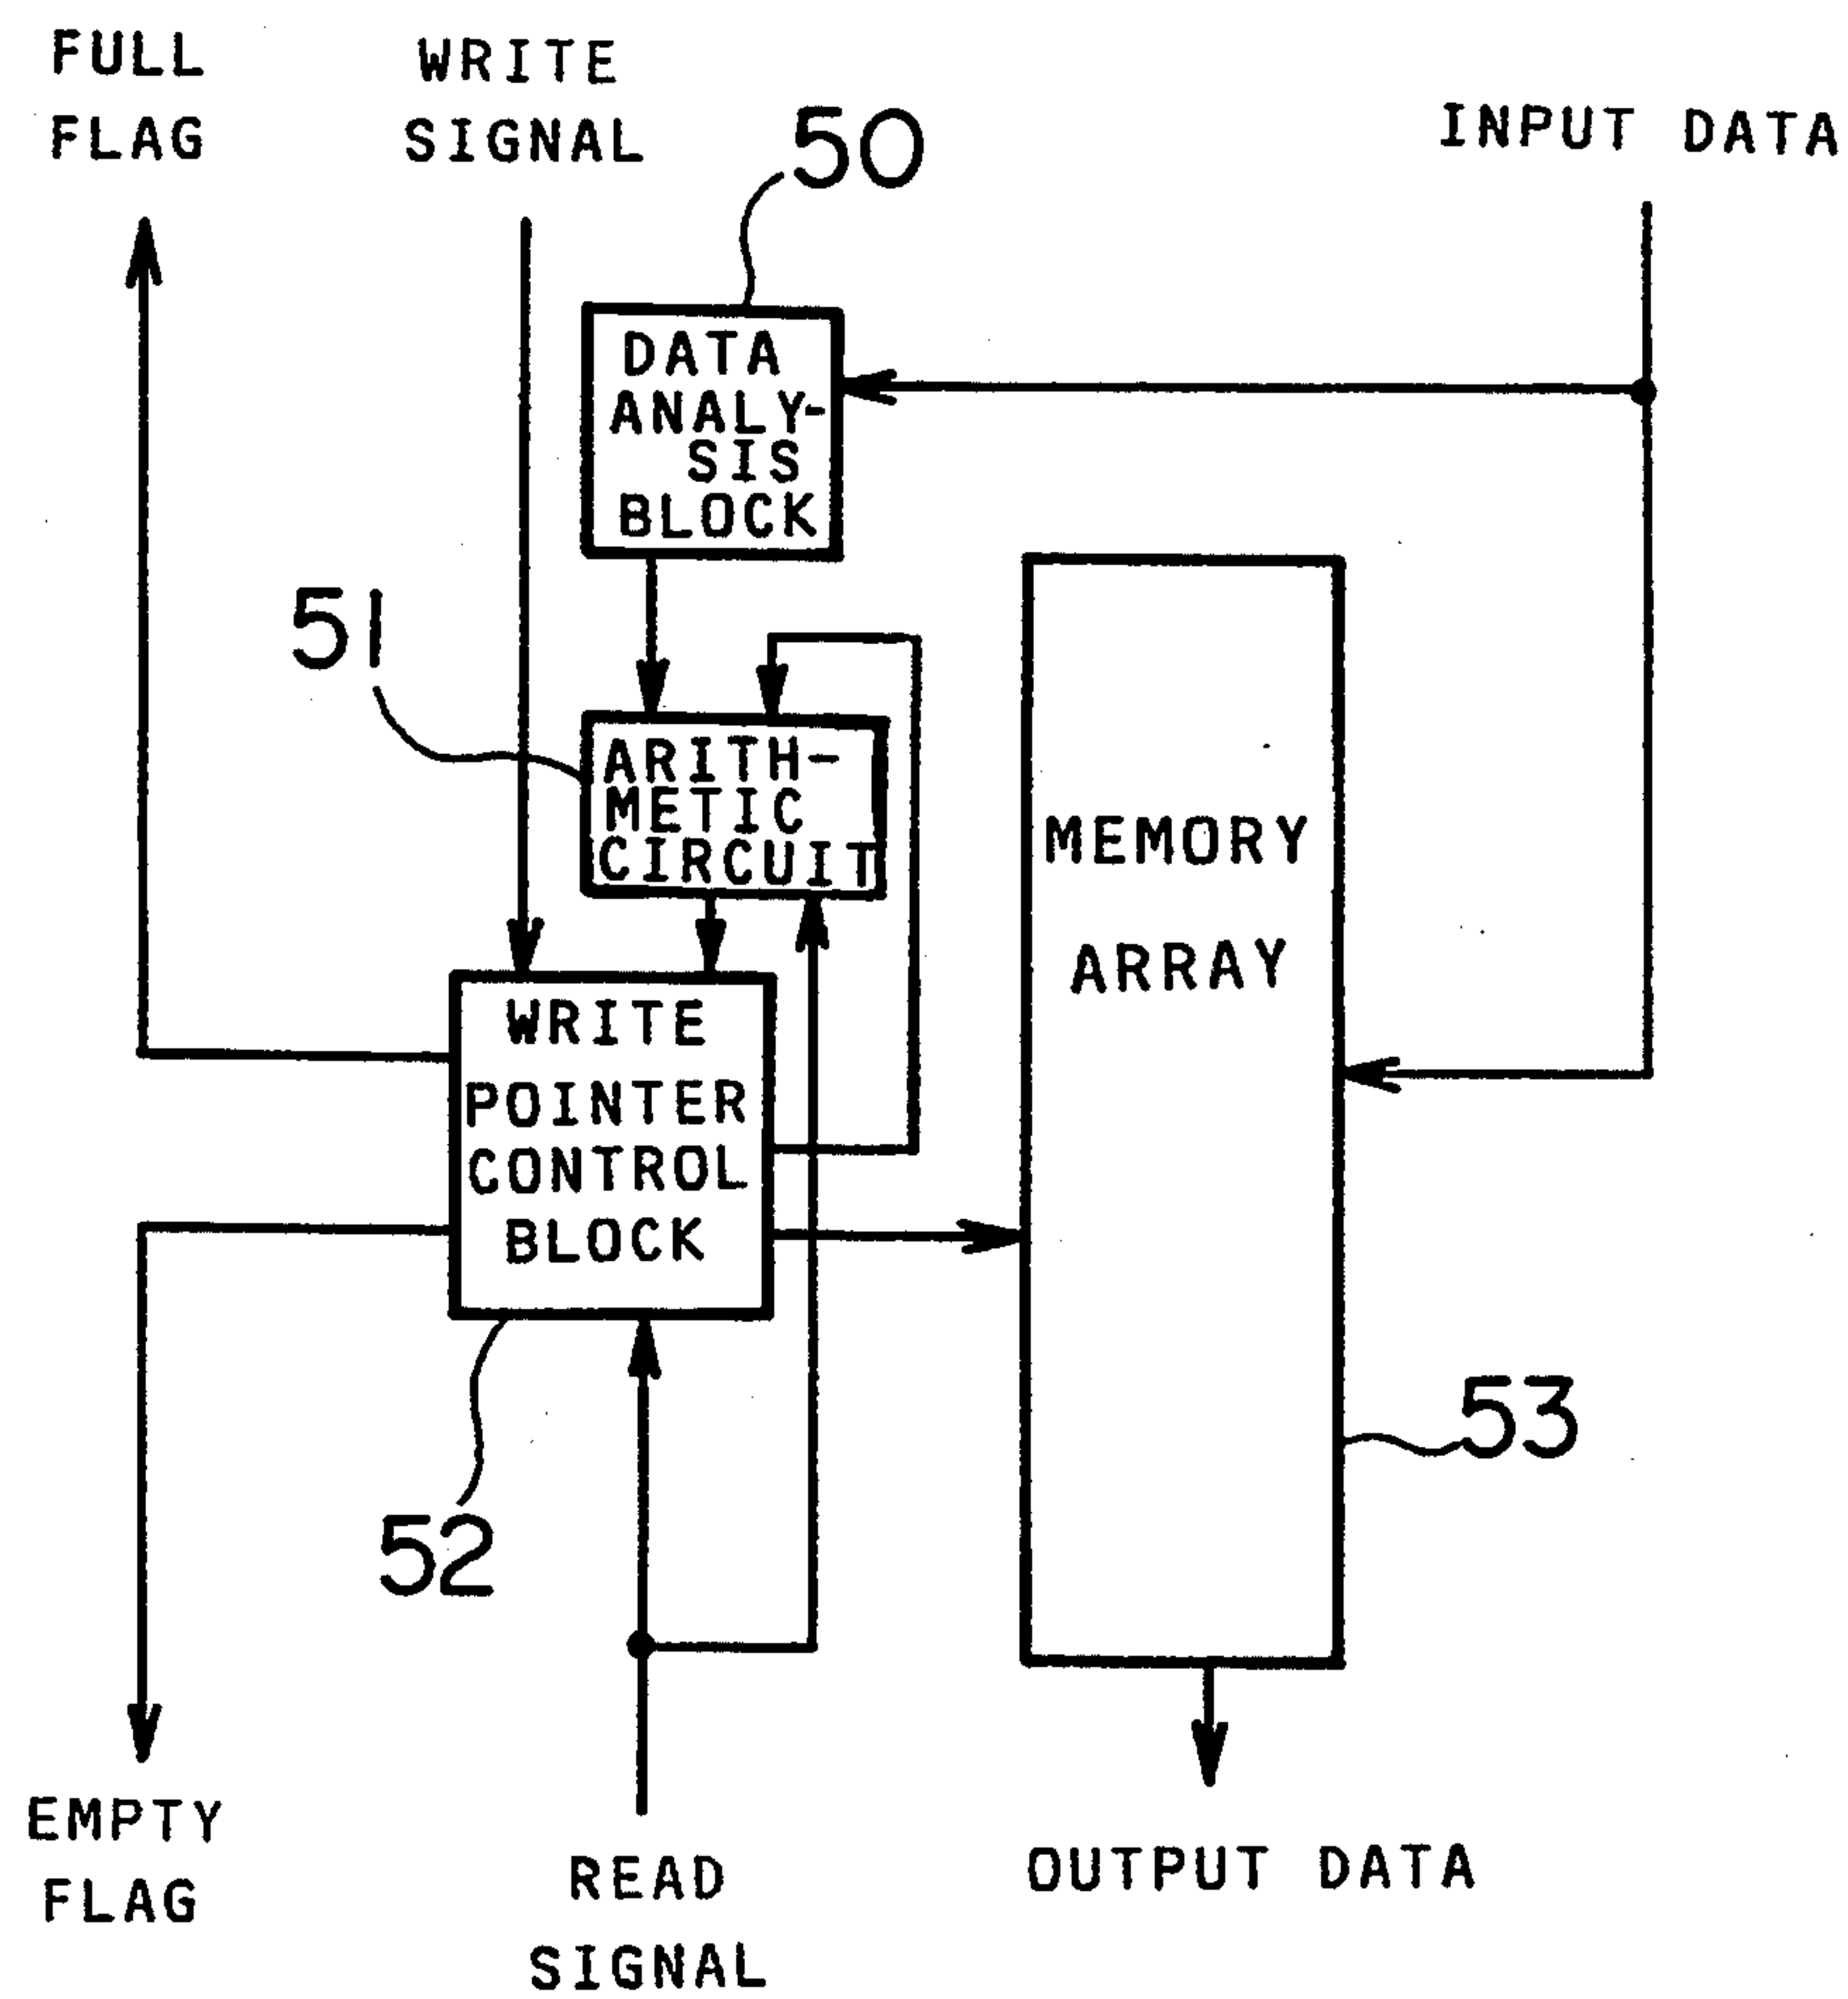 FULL
FLAG
WRITE
SIGNAL
50
INPUT DATA
DATA
ANALY-
SIS
BLOCK
51
ARITH-
METIC
CIRCUIT
MEMORY
ARRAY
WRITE
POINTER
CONTROL
BLOCK
53
52
EMPTY
FLAG
READ
SIGNAL
OUTPUT DATA